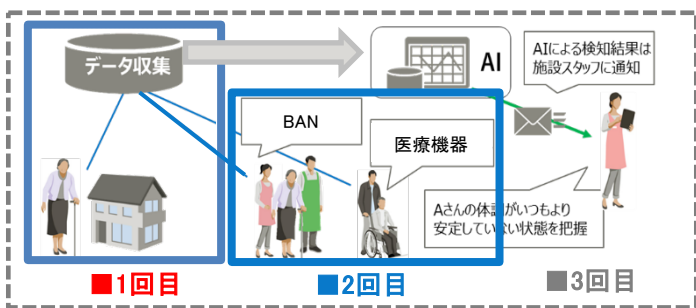 データ収集
AI
AIによる検知結果は
施設スタッフに通知
BAN
医療機器
Aさんの体調がいつもより
安定していない状態を把握
■1回目
■2回目
■3回目